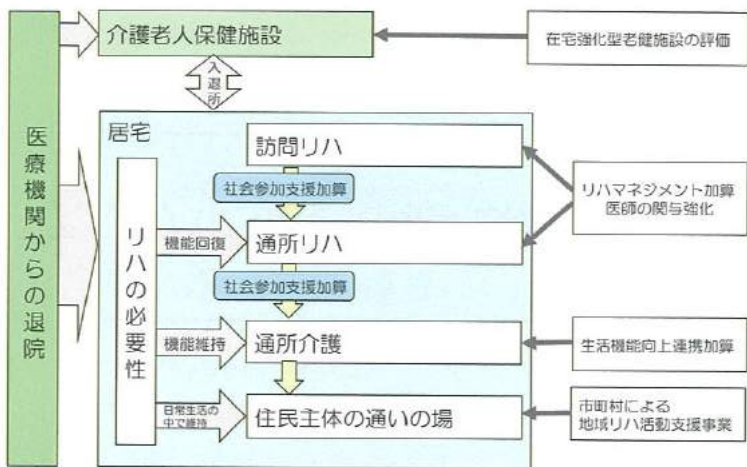 介護老人保健施設
在宅強化型老健施設の評価
入退所
医療機関からの退院
居宅
訪問リハ
社会参加支援加算
リハマネジメント加算
医師の関与強化
リハの必要性
機能回復
通所リハ
社会参加支援加算
機能維持
通所介護
生活機能向上連携加算
日常生活の
中で維持
住民主体の通いの場
市町村による
地域リハ活動支援事業